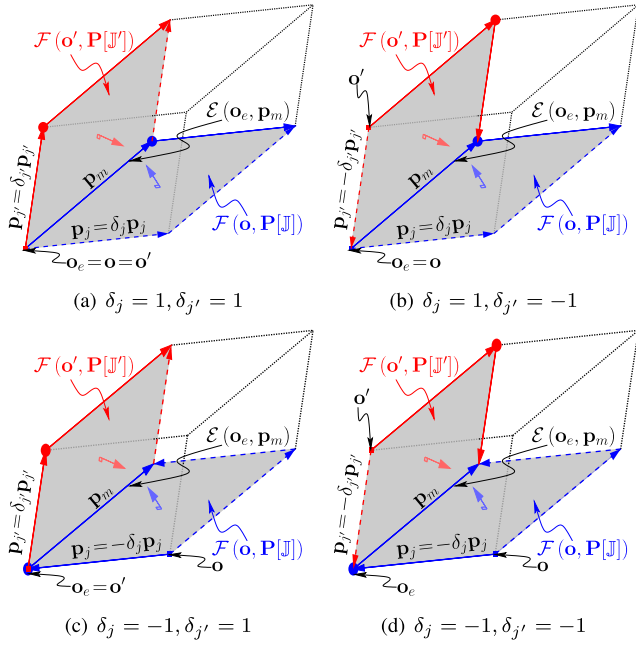 F(o′, P[J′])
E(o_e, p_m)
p_m
p_j′ = δ_j′ p_j′
p_j = δ_j p_j
F(o, P[J])
o_e = o = o′
(a) δ_j = 1, δ_j′ = 1
F(o′, P[J′])
o′
E(o_e, p_m)
p_m
p_j′ = −δ_j′ p_j′
p_j = δ_j p_j
F(o, P[J])
o_e = o
(b) δ_j = 1, δ_j′ = −1
F(o′, P[J′])
E(o_e, p_m)
p_m
p_j′ = δ_j′ p_j′
p_j = −δ_j p_j
F(o, P[J])
o
o_e = o′
(c) δ_j = −1, δ_j′ = 1
F(o′, P[J′])
o′
E(o_e, p_m)
p_m
p_j′ = −δ_j′ p_j′
p_j = −δ_j p_j
F(o, P[J])
o
o_e
(d) δ_j = −1, δ_j′ = −1